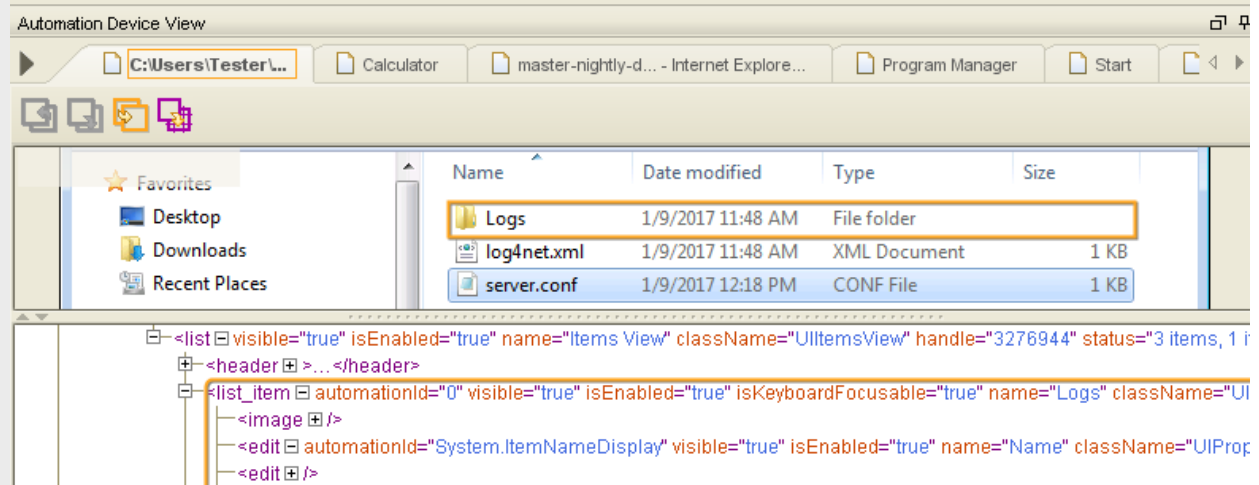 Automation Device View
C:\Users\Tester\... Calculator master-nightly-d... - Internet Explore... Program Manager Start
Favorites
Desktop
Downloads
Recent Places
Name Date modified Type Size
Logs 1/9/2017 11:48 AM File folder
log4net.xml 1/9/2017 11:48 AM XML Document 1 KB
server.conf 1/9/2017 12:18 PM CONF File 1 KB
<list visible="true" isEnabled="true" name="Items View" className="UIItemsView" handle="3276944" status="3 items, 1
<header >...</header>
<list_item automationId="0" visible="true" isEnabled="true" isKeyboardFocusable="true" name="Logs" className="UI
<image />
<edit automationId="System.ItemNameDisplay" visible="true" isEnabled="true" name="Name" className="UIProp
<edit />